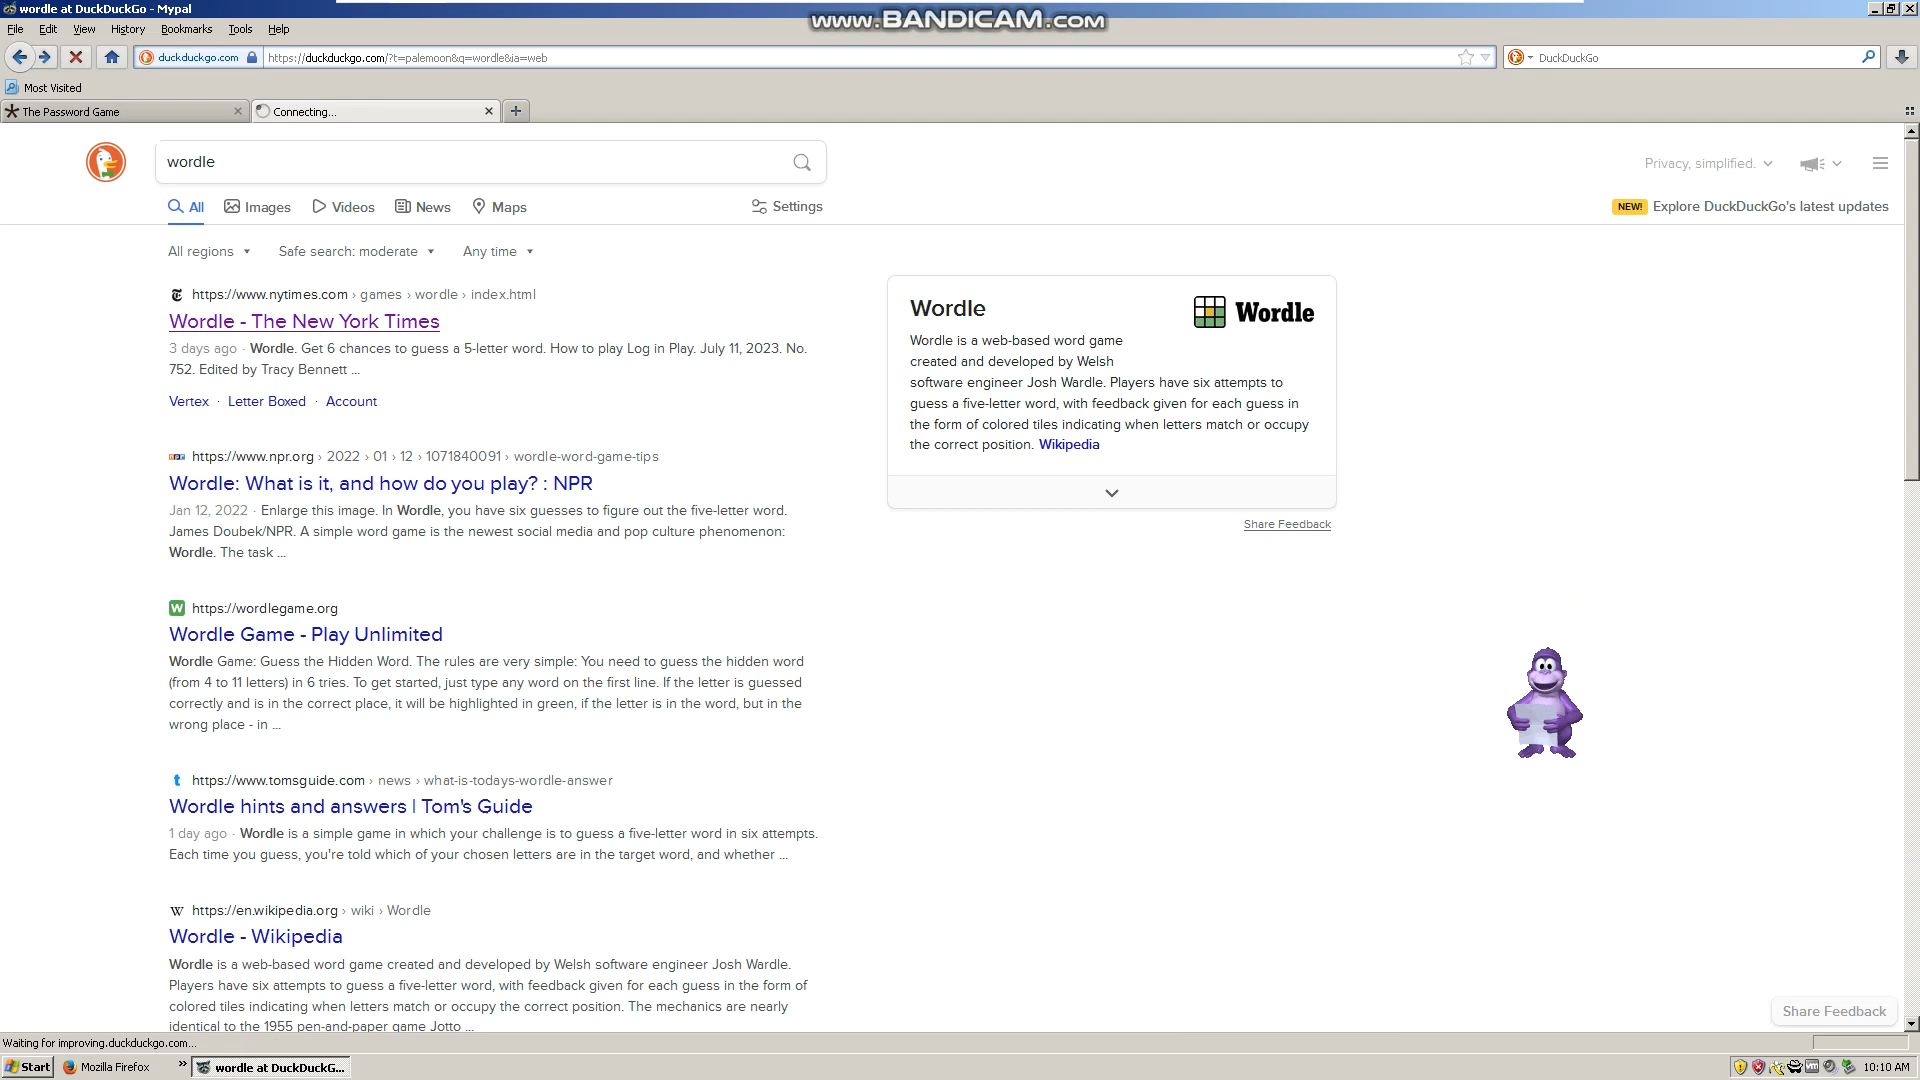 wordle at DuckDuckGo - Mypal
www.BANDICAM.com
File Edit View History Bookmarks Tools Help
duckduckgo.com https://duckduckgo.com/?t=palemoon&q=wordle&ia=web DuckDuckGo
Most Visited
The Password Game Connecting...
wordle
Privacy, simplified.
All Images Videos News Maps Settings
NEW! Explore DuckDuckGo's latest updates
All regions Safe search: moderate Any time
https://www.nytimes.com › games › wordle › index.html
Wordle - The New York Times
3 days ago · Wordle. Get 6 chances to guess a 5-letter word. How to play Log in Play. July 11, 2023. No.
752. Edited by Tracy Bennett ...
Vertex · Letter Boxed · Account
https://www.npr.org › 2022 › 01 › 12 › 1071840091 › wordle-word-game-tips
Wordle: What is it, and how do you play? : NPR
Jan 12, 2022 · Enlarge this image. In Wordle, you have six guesses to figure out the five-letter word.
James Doubek/NPR. A simple word game is the newest social media and pop culture phenomenon:
Wordle. The task ...
W https://wordlegame.org
Wordle Game - Play Unlimited
Wordle Game: Guess the Hidden Word. The rules are very simple: You need to guess the hidden word
(from 4 to 11 letters) in 6 tries. To get started, just type any word on the first line. If the letter is guessed
correctly and is in the correct place, it will be highlighted in green, if the letter is in the word, but in the
wrong place - in ...
t https://www.tomsguide.com › news › what-is-todays-wordle-answer
Wordle hints and answers | Tom's Guide
1 day ago · Wordle is a simple game in which your challenge is to guess a five-letter word in six attempts.
Each time you guess, you're told which of your chosen letters are in the target word, and whether ...
W https://en.wikipedia.org › wiki › Wordle
Wordle - Wikipedia
Wordle is a web-based word game created and developed by Welsh software engineer Josh Wardle.
Players have six attempts to guess a five-letter word, with feedback given for each guess in the form of
colored tiles indicating when letters match or occupy the correct position. The mechanics are nearly
identical to the 1955 pen-and-paper game Jotto ...
Wordle
Wordle
Wordle is a web-based word game
created and developed by Welsh
software engineer Josh Wardle. Players have six attempts to
guess a five-letter word, with feedback given for each guess in
the form of colored tiles indicating when letters match or occupy
the correct position. Wikipedia
Share Feedback
Share Feedback
Waiting for improving.duckduckgo.com...
Start Mozilla Firefox » wordle at DuckDuckG... 10:10 AM